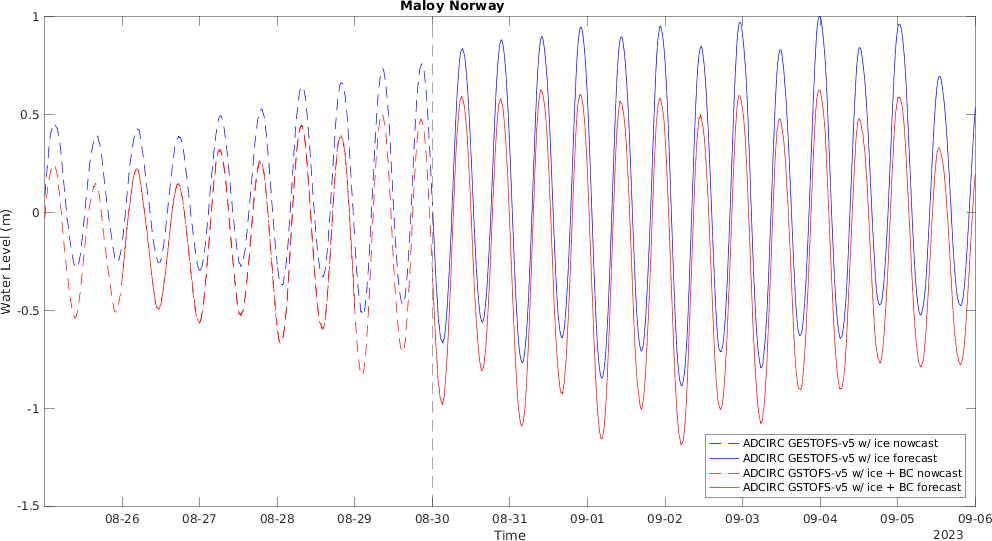 Maloy Norway
1
0.5
0
-0.5
-1
-1.5
Water Level (m)
08-26
08-27
08-28
08-29
08-30
08-31
09-01
09-02
09-03
09-04
09-05
09-06
Time
2023
ADCIRC GESTOFS-v5 w/ ice nowcast
ADCIRC GESTOFS-v5 w/ ice forecast
ADCIRC GSTOFS-v5 w/ ice + BC nowcast
ADCIRC GSTOFS-v5 w/ ice + BC forecast